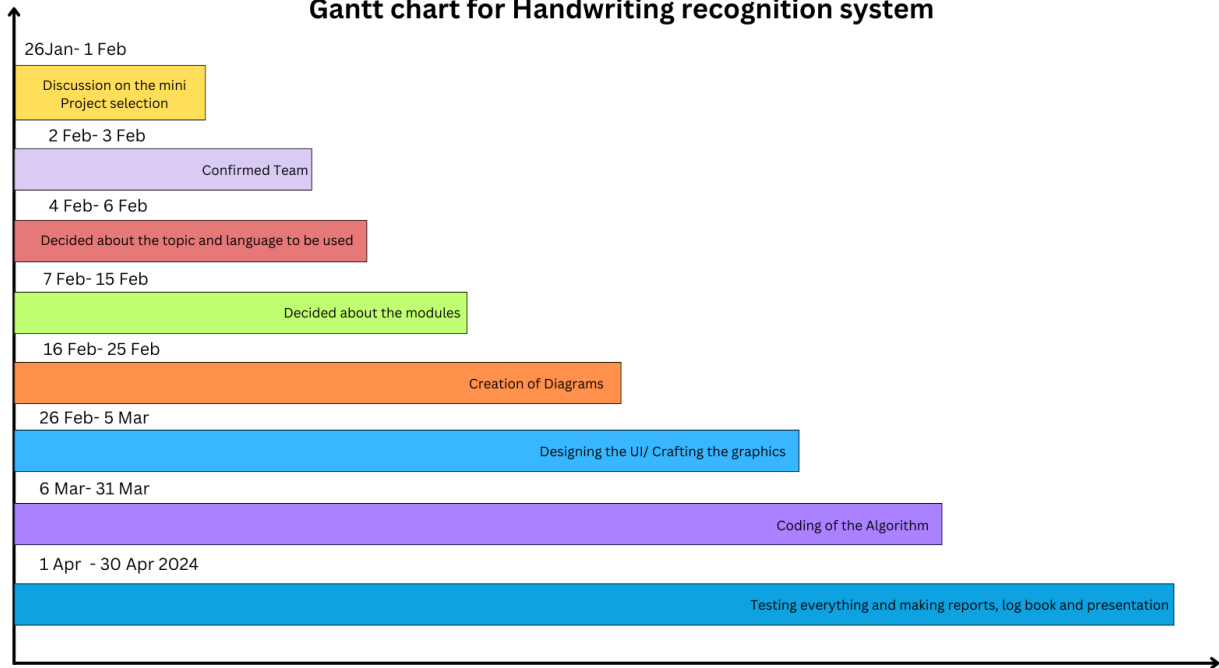 Gantt chart for Handwriting recognition system
26Jan- 1 Feb
Discussion on the mini
Project selection
2 Feb- 3 Feb
Confirmed Team
4 Feb- 6 Feb
Decided about the topic and language to be used
7 Feb- 15 Feb
Decided about the modules
16 Feb- 25 Feb
Creation of Diagrams
26 Feb- 5 Mar
Designing the UI/ Crafting the graphics
6 Mar- 31 Mar
Coding of the Algorithm
1 Apr  - 30 Apr 2024
Testing everything and making reports, log book and presentation